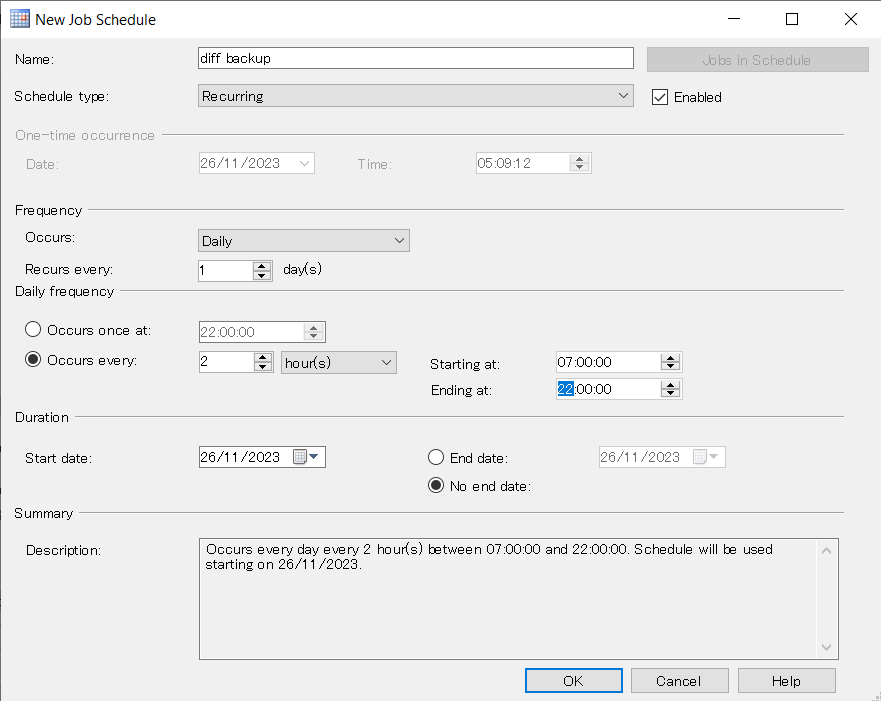 New Job Schedule
Name: diff backup Jobs in Schedule
Schedule type: Recurring Enabled
One-time occurrence
Date: 26/11/2023 Time: 05:09:12
Frequency
Occurs: Daily
Recurs every: 1 day(s)
Daily frequency
Occurs once at: 22:00:00
Occurs every: 2 hour(s) Starting at: 07:00:00
Ending at: 22:00:00
Duration
Start date: 26/11/2023 End date: 26/11/2023
No end date:
Summary
Description: Occurs every day every 2 hour(s) between 07:00:00 and 22:00:00. Schedule will be used
starting on 26/11/2023.
OK Cancel Help